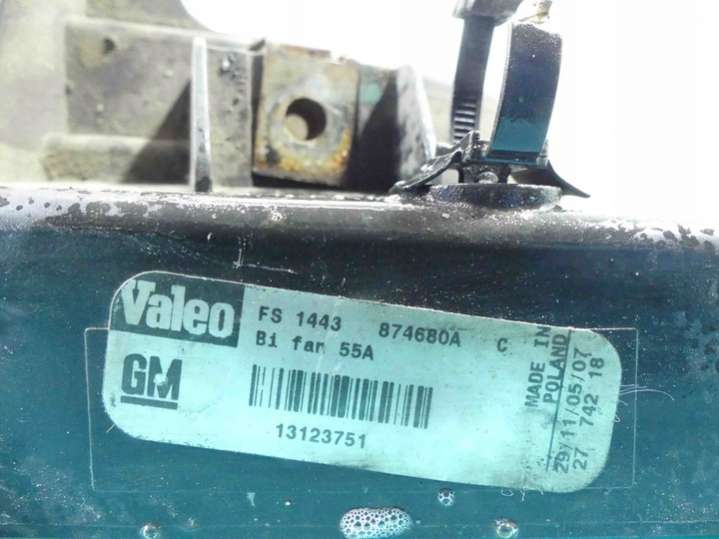 Valeo
FS 1443 874680A C
Bi fan 55A
GM
13123751
MADE IN
POLAND
29/11/05/07
27 742 18